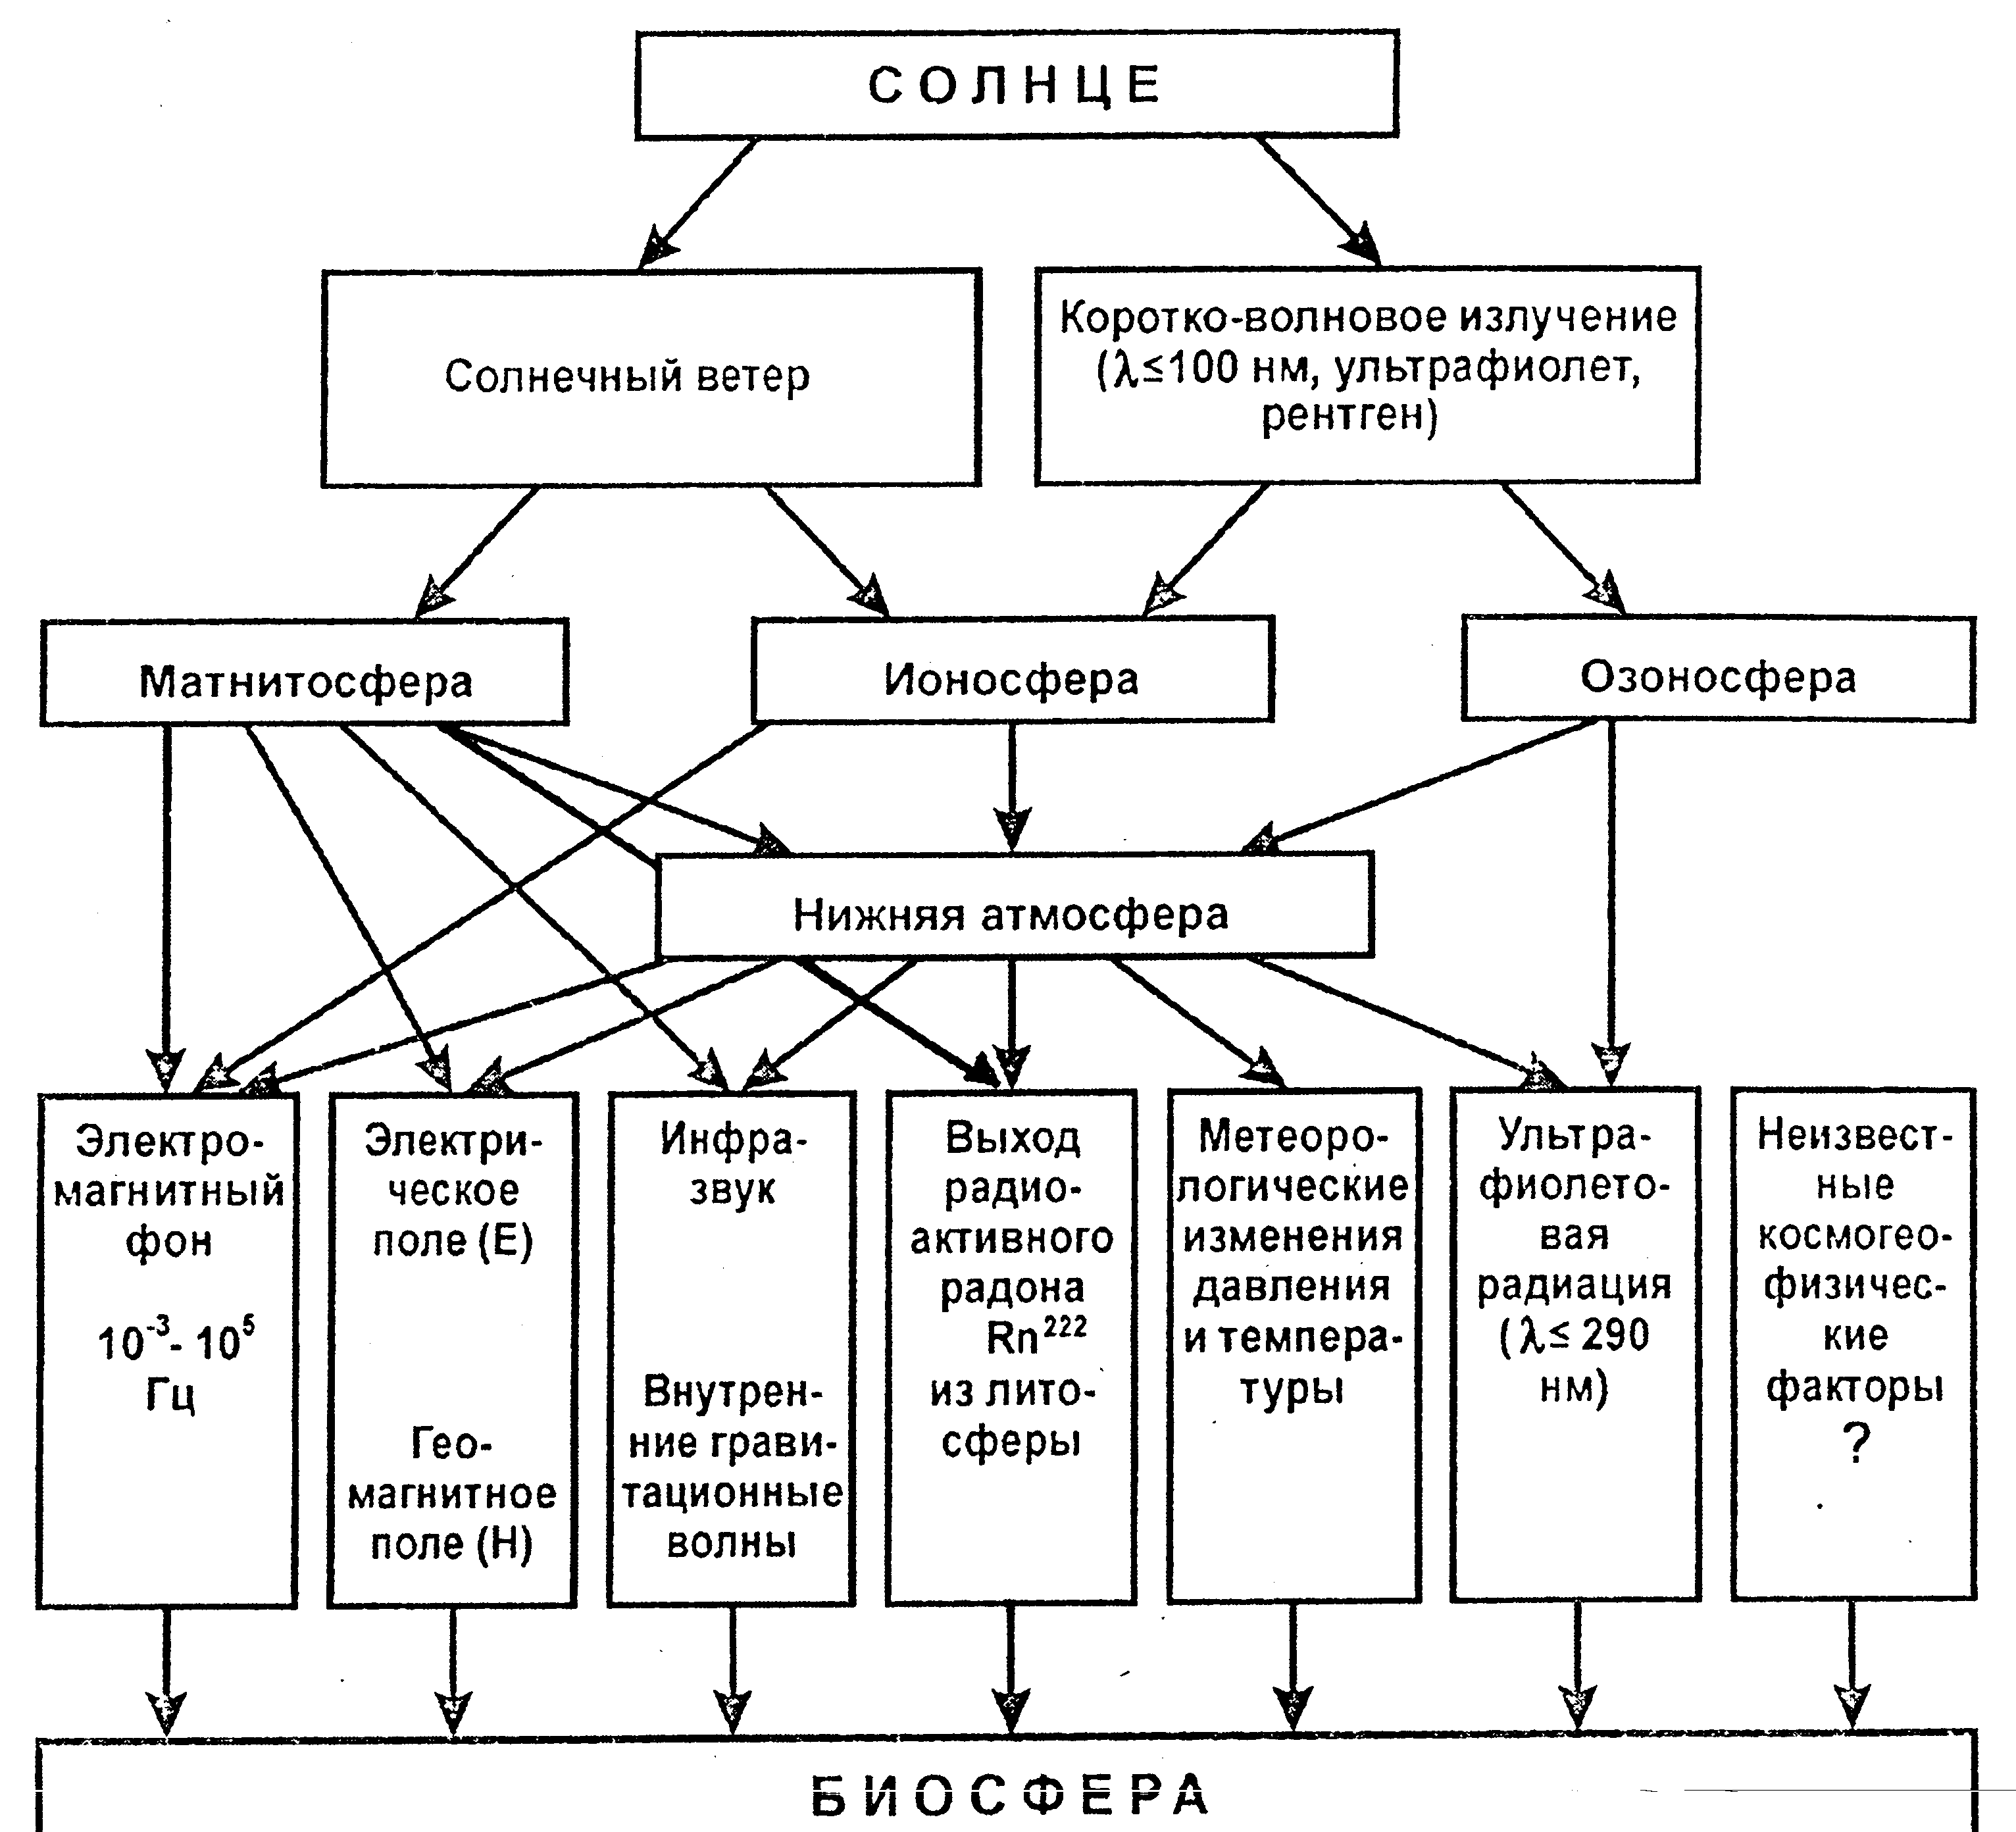 СОЛНЦЕ
Солнечный ветер
Коротко-волновое излучение
(λ≤100 нм, ультрафиолет,
рентген)
Матнитосфера
Ионосфера
Озоносфера
Нижняя атмосфера
Электро-
магнитный
фон
10⁻³- 10⁵
Гц
Электри-
ческое
поле (Е)
Гео-
магнитное
поле (Н)
Инфра-
звук
Внутрен-
ние грави-
тационные
волны
Выход
радио-
активного
радона
Rn²²²
из лито-
сферы
Метеоро-
логические
изменения
давления
и темпера-
туры
Ультра-
фиолето-
вая
радиация
(λ≤ 290
нм)
Неизвест-
ные
космогео-
физичес-
кие
факторы
?
БИОСФЕРА